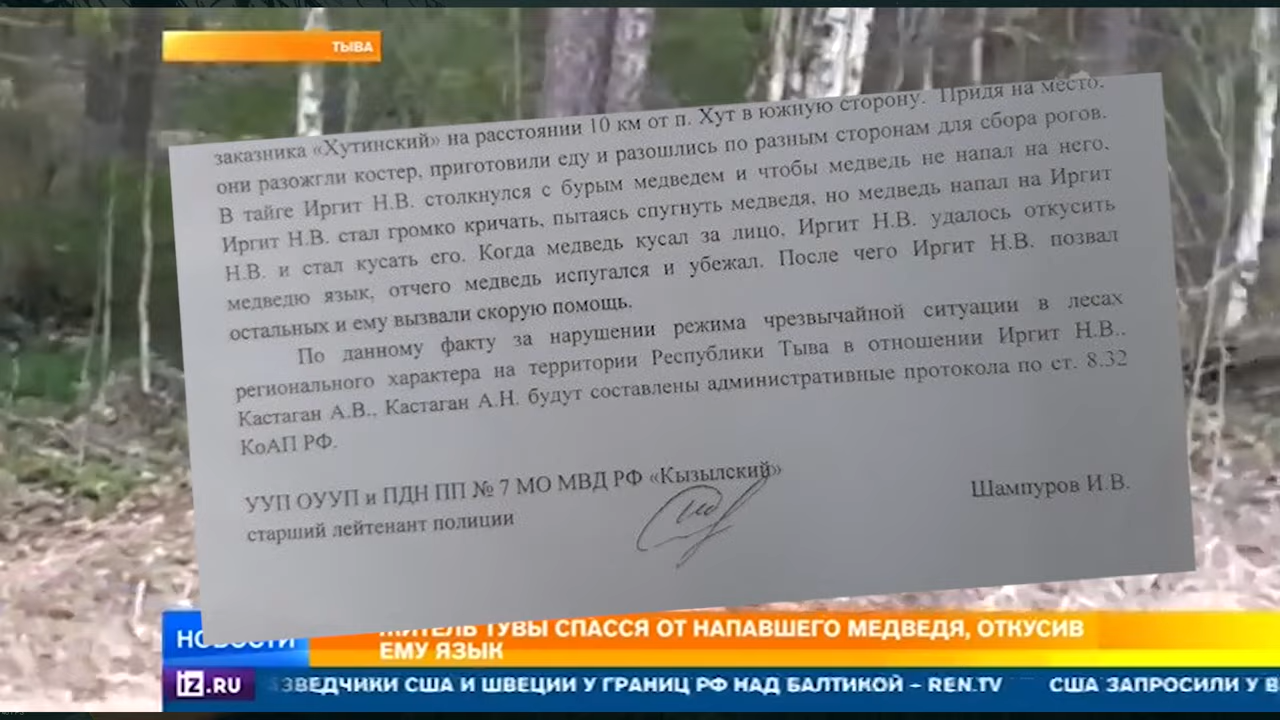 ТЫВА
заказника «Хутинский» на расстоянии 10 км от п. Хут в южную сторону. Придя на место,
они разожгли костер, приготовили еду и разошлись по разным сторонам для сбора рогов.
В тайге Иргит Н.В. столкнулся с бурым медведем и чтобы медведь не напал на него,
Иргит Н.В. стал громко кричать, пытаясь спугнуть медведя, но медведь напал на Иргит
Н.В. и стал кусать его. Когда медведь кусал за лицо, Иргит Н.В. удалось откусить
медведю язык, отчего медведь испугался и убежал. После чего Иргит Н.В. позвал
остальных и ему вызвали скорую помощь.
По данному факту за нарушении режима чрезвычайной ситуации в лесах
регионального характера на территории Республики Тыва в отношении Иргит Н.В.,
Кастаган А.В., Кастаган А.Н. будут составлены административные протокола по ст. 8.32
КоАП РФ.
УУП ОУУП и ПДН ПП № 7 МО МВД РФ «Кызылский»
старший лейтенант полиции
Шампуров И.В.
НОВОСТИ
ЖИТЕЛЬ ТУВЫ СПАССЯ ОТ НАПАВШЕГО МЕДВЕДЯ, ОТКУСИВ
ЕМУ ЯЗЫК
IZ.RU
ЗВЕДЧИКИ США И ШВЕЦИИ У ГРАНИЦ РФ НАД БАЛТИКОЙ – REN.TV США ЗАПРОСИЛИ У В